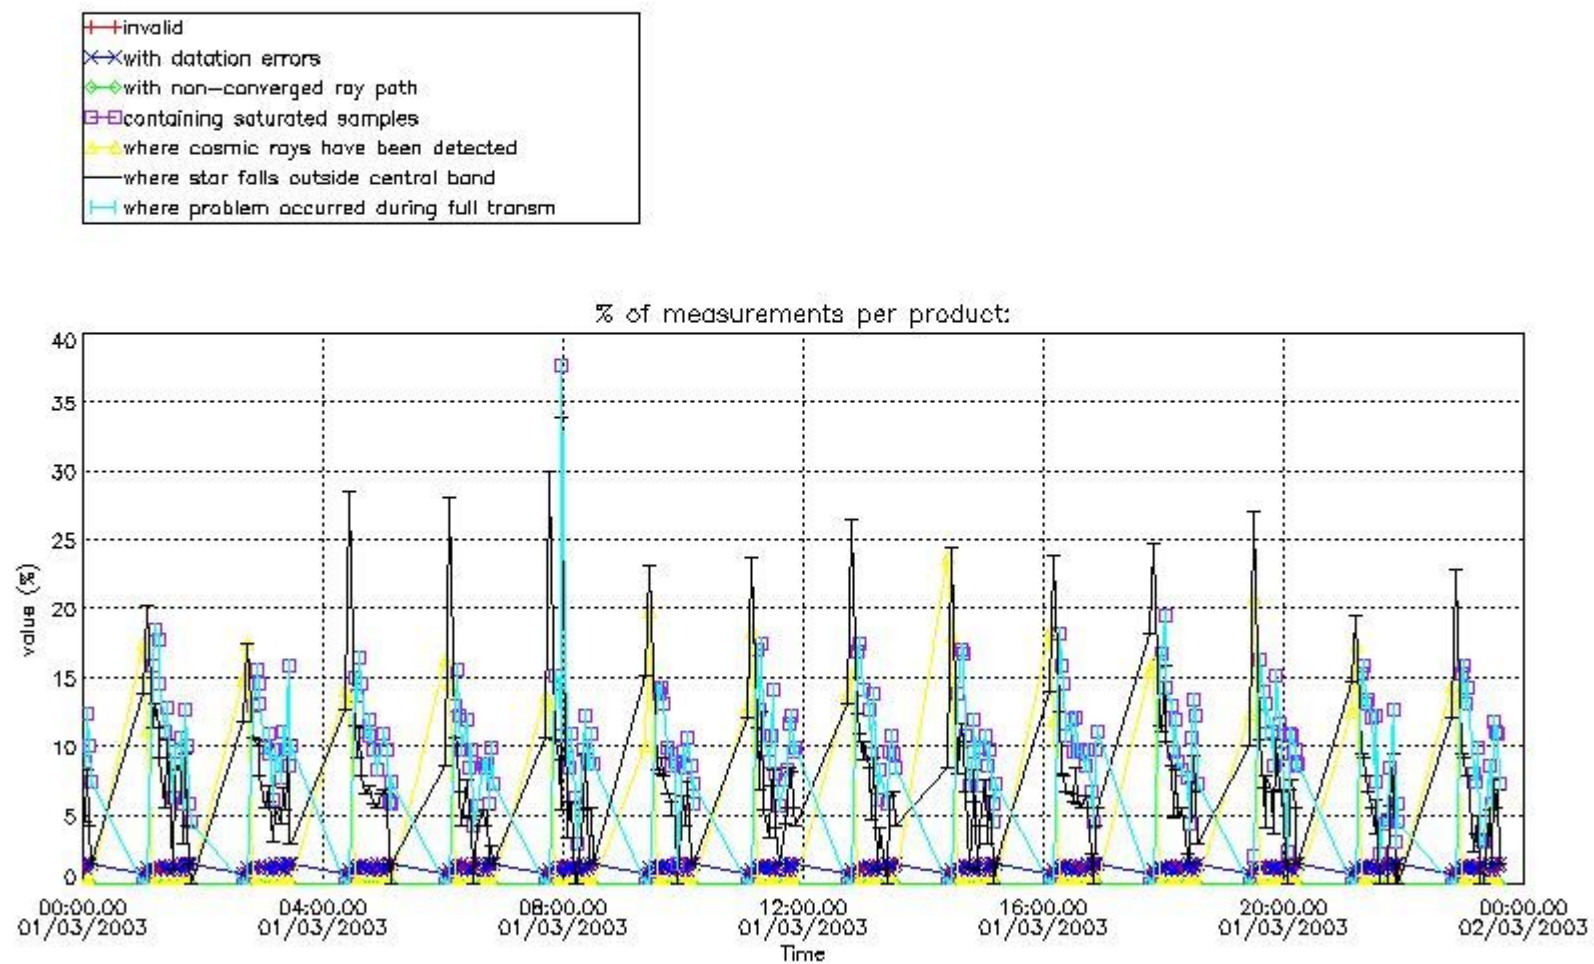 invalid
with datation errors
with non-converged ray path
containing saturated samples
where cosmic rays have been detected
where star falls outside central band
where problem occurred during full transm
% of measurements per product:
40
35
30
25
20
15
10
5
0
value (%)
00:00:00 04:00:00 08:00:00 12:00:00 16:00:00 20:00:00 00:00:00
01/03/2003 01/03/2003 01/03/2003 01/03/2003 01/03/2003 01/03/2003 02/03/2003
Time